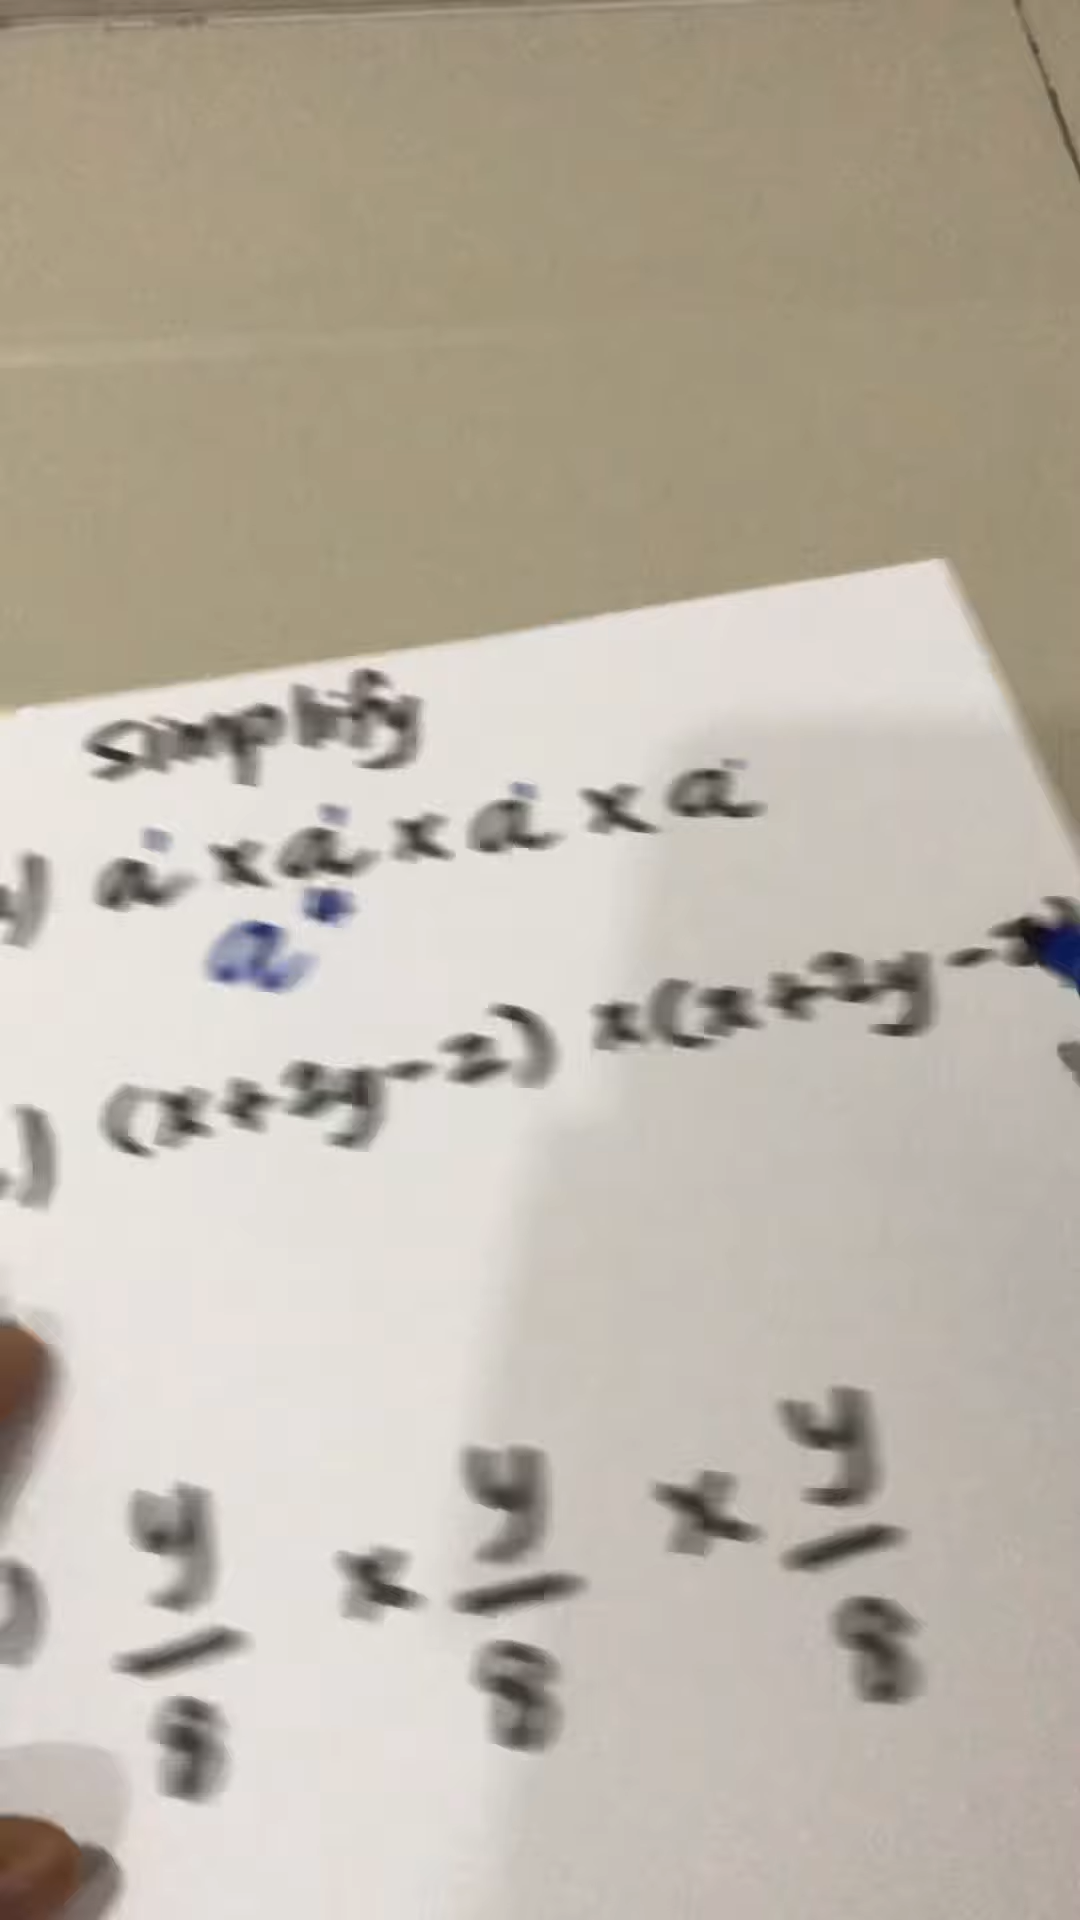 Simplify
) a × a × a × a
a
) (x+2y-z) x(x+2y-
) y/8 × y/8 × y/8